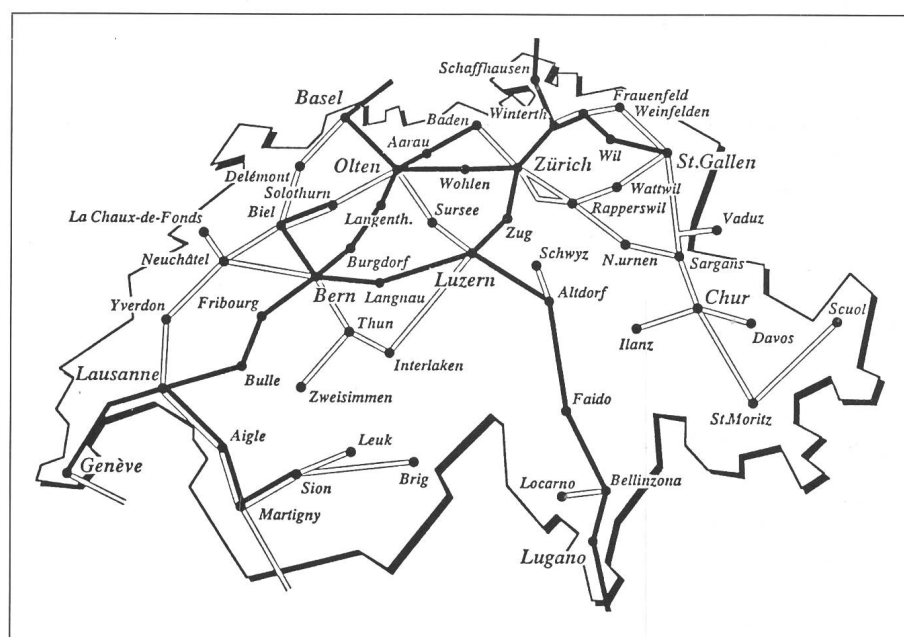 Schaffhausen
Basel
Winterth.
Frauenfeld
Weinfelden
Baden
Aarau
Olten
Zürich
Wil
St.Gallen
Delémont
Wohlen
Solothurn
Wattwil
La Chaux-de-Fonds
Biel
Langenth.
Sursee
Rapperswil
Zug
Vaduz
Neuchâtel
Burgdorf
Schwyz
N.urnen
Sargans
Luzern
Bern
Langnau
Altdorf
Yverdon
Fribourg
Chur
Scuol
Thun
Ilanz
Davos
Interlaken
Lausanne
Bulle
Zweisimmen
St.Moritz
Faido
Aigle
Leuk
Genève
Sion
Brig
Locarno
Bellinzona
Martigny
Lugano